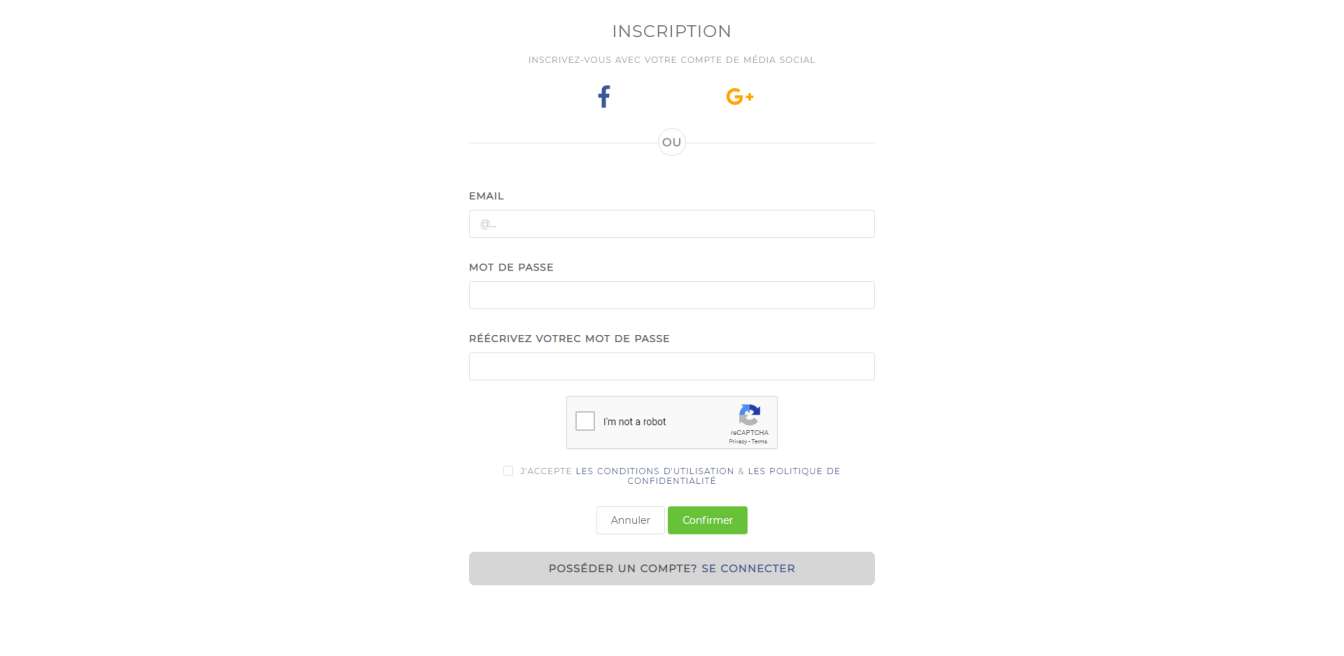 INSCRIPTION
INSCRIVEZ-VOUS AVEC VOTRE COMPTE DE MÉDIA SOCIAL
f G+
OU
EMAIL
@...
MOT DE PASSE
RÉÉCRIVEZ VOTREC MOT DE PASSE
I'm not a robot
reCAPTCHA
Privacy - Terms
J'ACCEPTE LES CONDITIONS D'UTILISATION & LES POLITIQUE DE
CONFIDENTIALITÉ
Annuler Confirmer
POSSÉDER UN COMPTE? SE CONNECTER